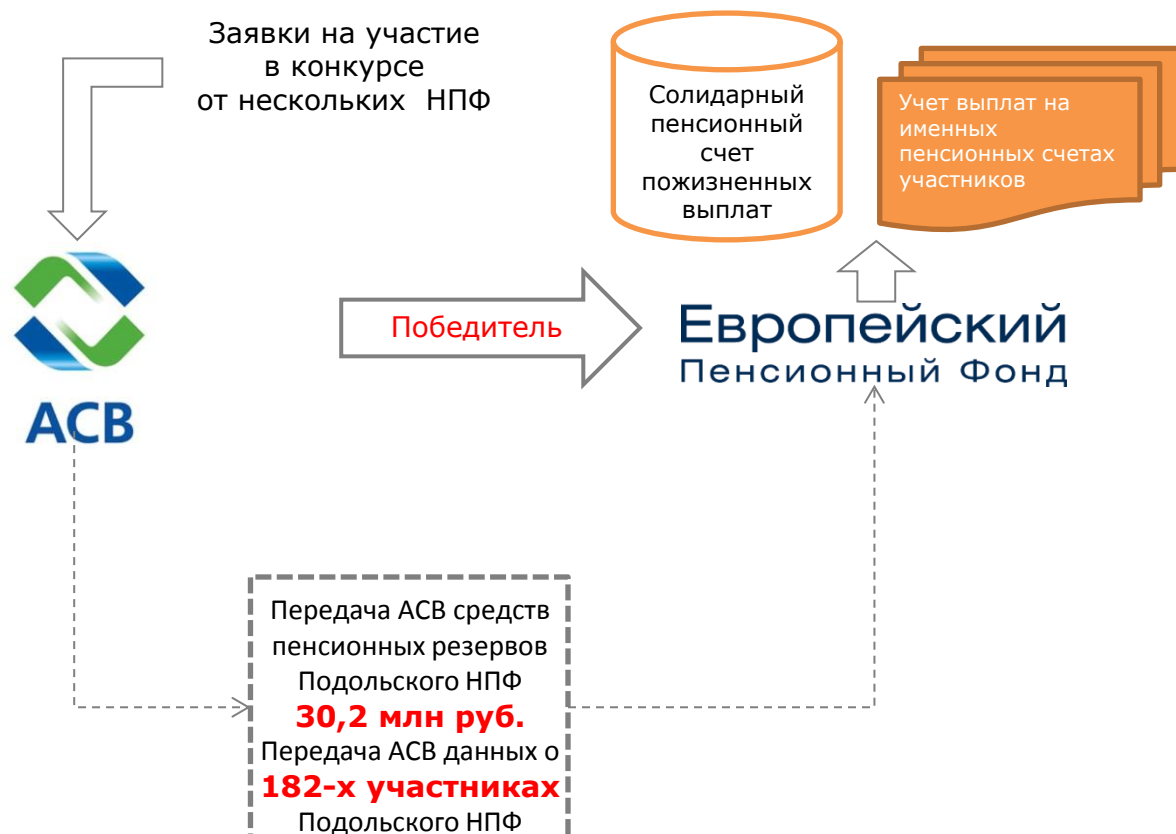 Заявки на участие
в конкурсе
от нескольких НПФ
Солидарный
пенсионный
счет
пожизненных
выплат
Учет выплат на
именных
пенсионных счетах
участников
АСВ
Победитель
Европейский
Пенсионный Фонд
Передача АСВ средств
пенсионных резервов
Подольского НПФ
30,2 млн руб.
Передача АСВ данных о
182-х участниках
Подольского НПФ